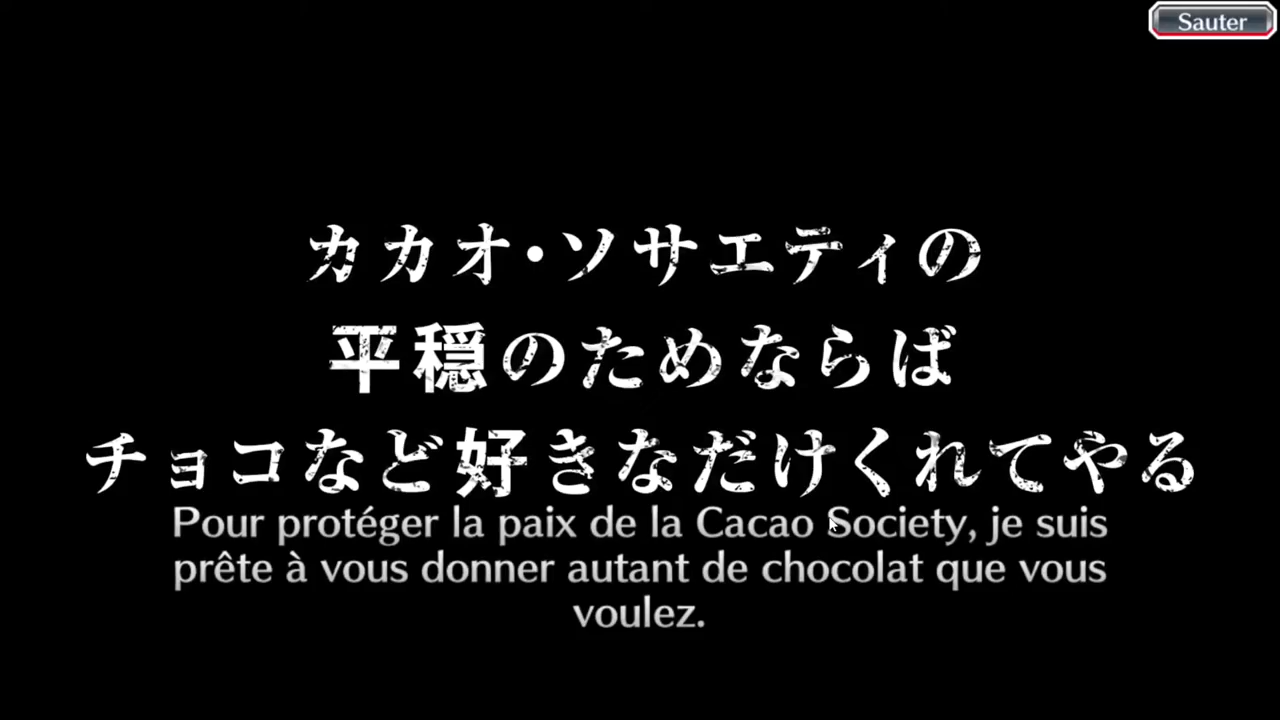 Sauter
カカオ・ソサエティの
平穏のためならば
チョコなど好きなだけくれてやる
Pour protéger la paix de la Cacao Society, je suis
prête à vous donner autant de chocolat que vous
voulez.